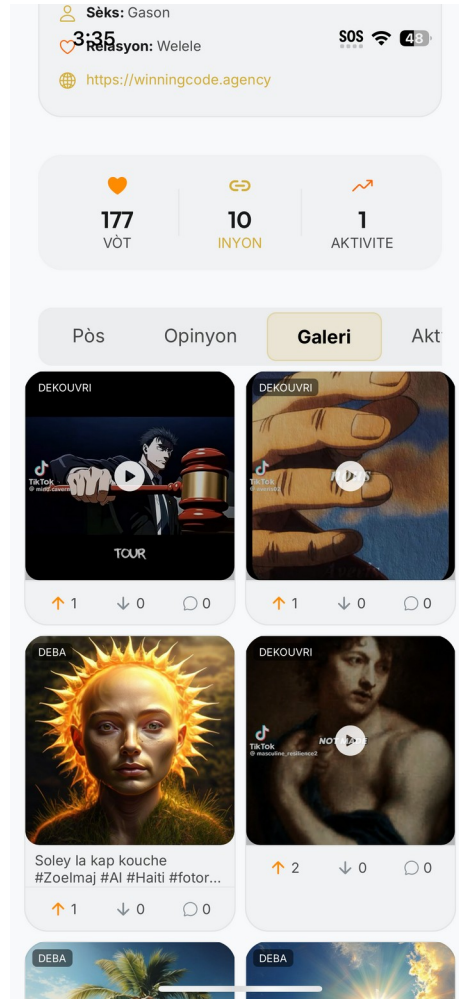 Sèks: Gason
3:35
SOS
48
Relasyon: Welele
https://winningcode.agency
177
10
1
VÒT
INYON
AKTIVITE
Pòs
Opinyon
Galeri
Akt
DEKOUVRI
DEKOUVRI
TikTok
TikTok
TOUR
1
0
0
1
0
0
DEBA
DEKOUVRI
TikTok
@ masculine_resilience2
Soley la kap kouche
#Zoelmaj #AI #Haiti #fotor...
2
0
0
1
0
0
DEBA
DEBA